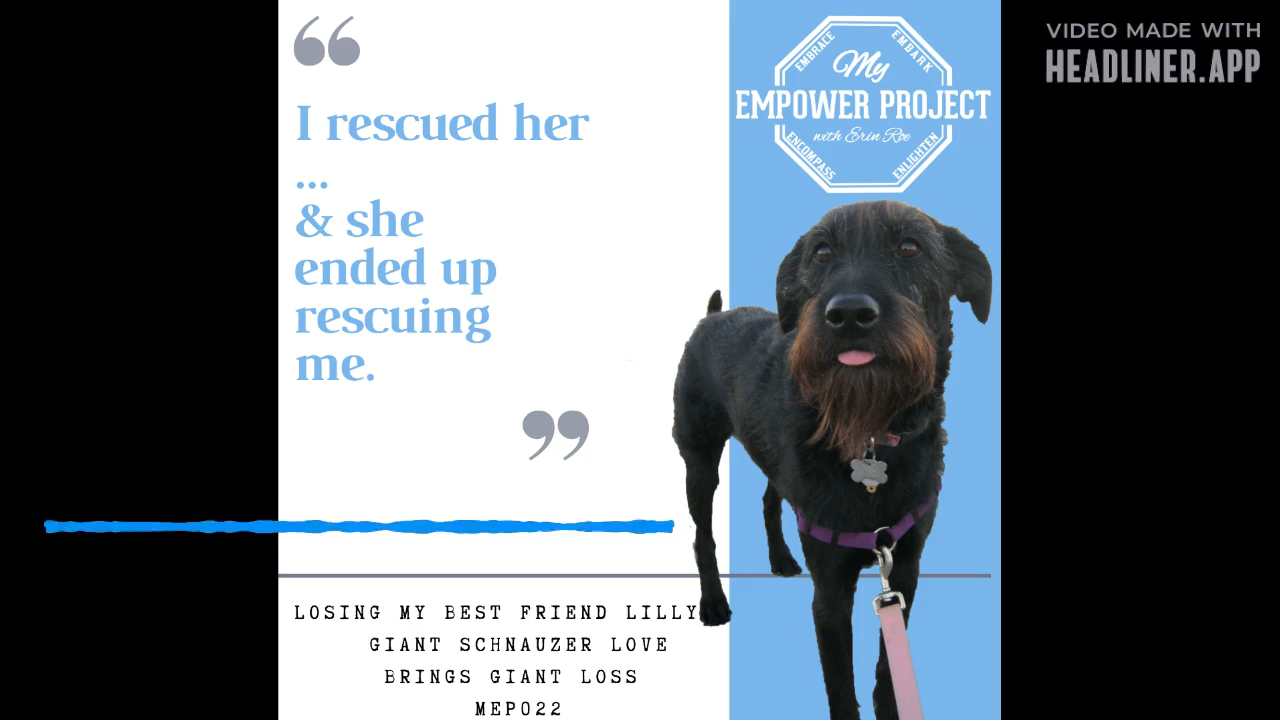 “
I rescued her
...
& she
ended up
rescuing
me.
”
LOSING MY BEST FRIEND LILLY
GIANT SCHNAUZER LOVE
BRINGS GIANT LOSS
MEP022
EMBRACE
EMBARK
My
EMPOWER PROJECT
with Erin Roe
ENCOMPASS
ENLIGHTEN
VIDEO MADE WITH
HEADLINER.APP